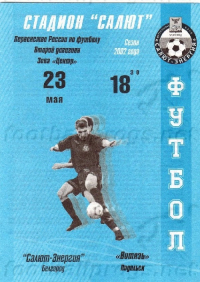 СТАДИОН "САЛЮТ"
Первенство России по футболу
Второй дивизион
Зона «Центр»
Сезон
2002 года
23
МАЯ
18³⁰
ФУТБОЛ
"Салют-Энергия"
Белгород
«Витязь»
Подольск